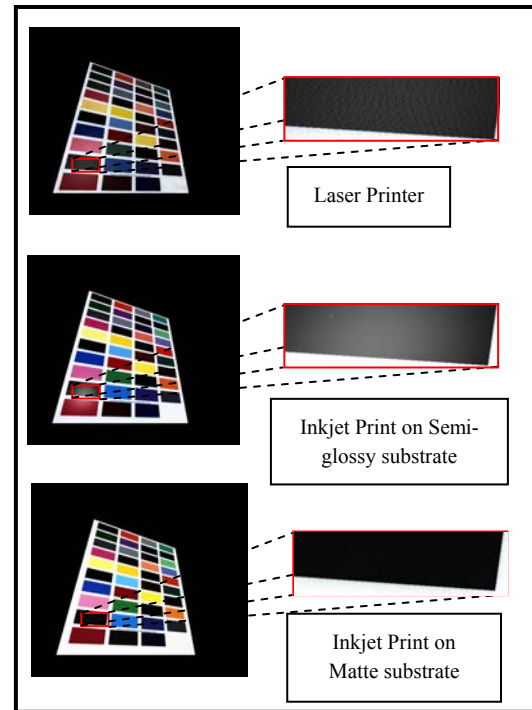 Laser Printer
Inkjet Print on Semi-
glossy substrate
Inkjet Print on
Matte substrate